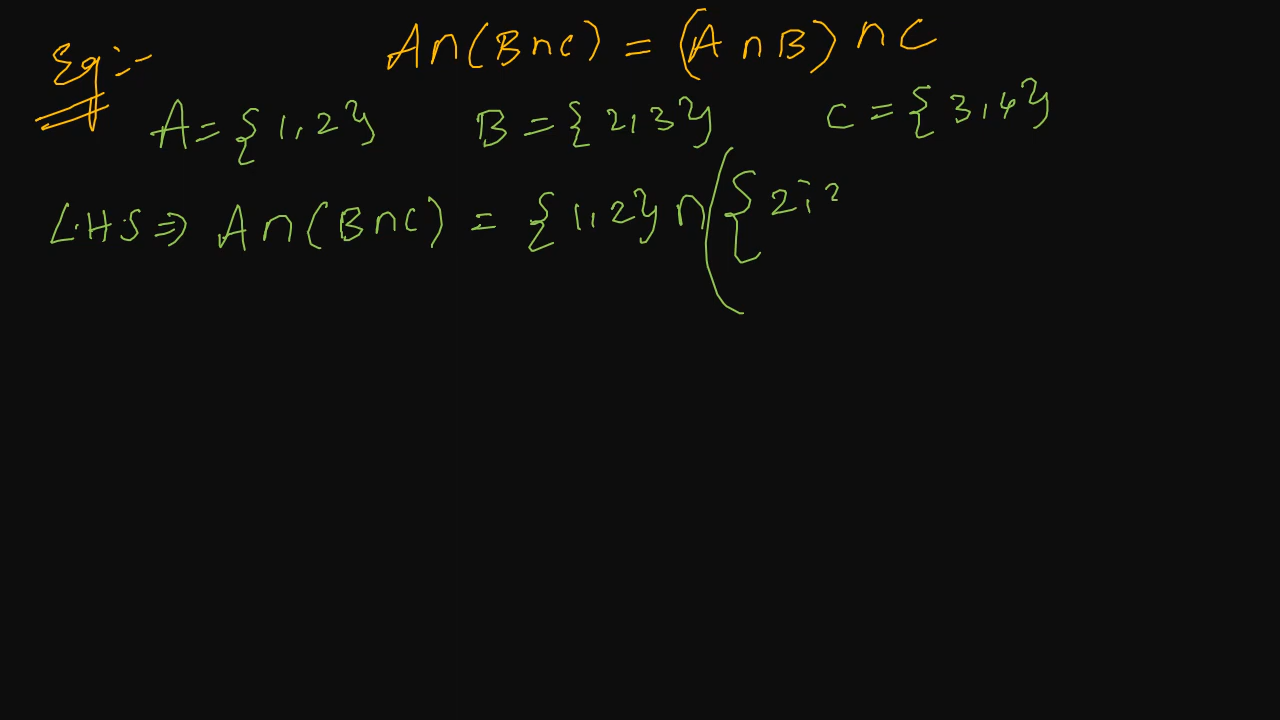 Eg:-
A∩(B∩C) = (A∩B)∩C
A = {1,2} B = {2,3} C = {3,4}
L.H.S ⇒ A∩(B∩C) = {1,2}∩({2,